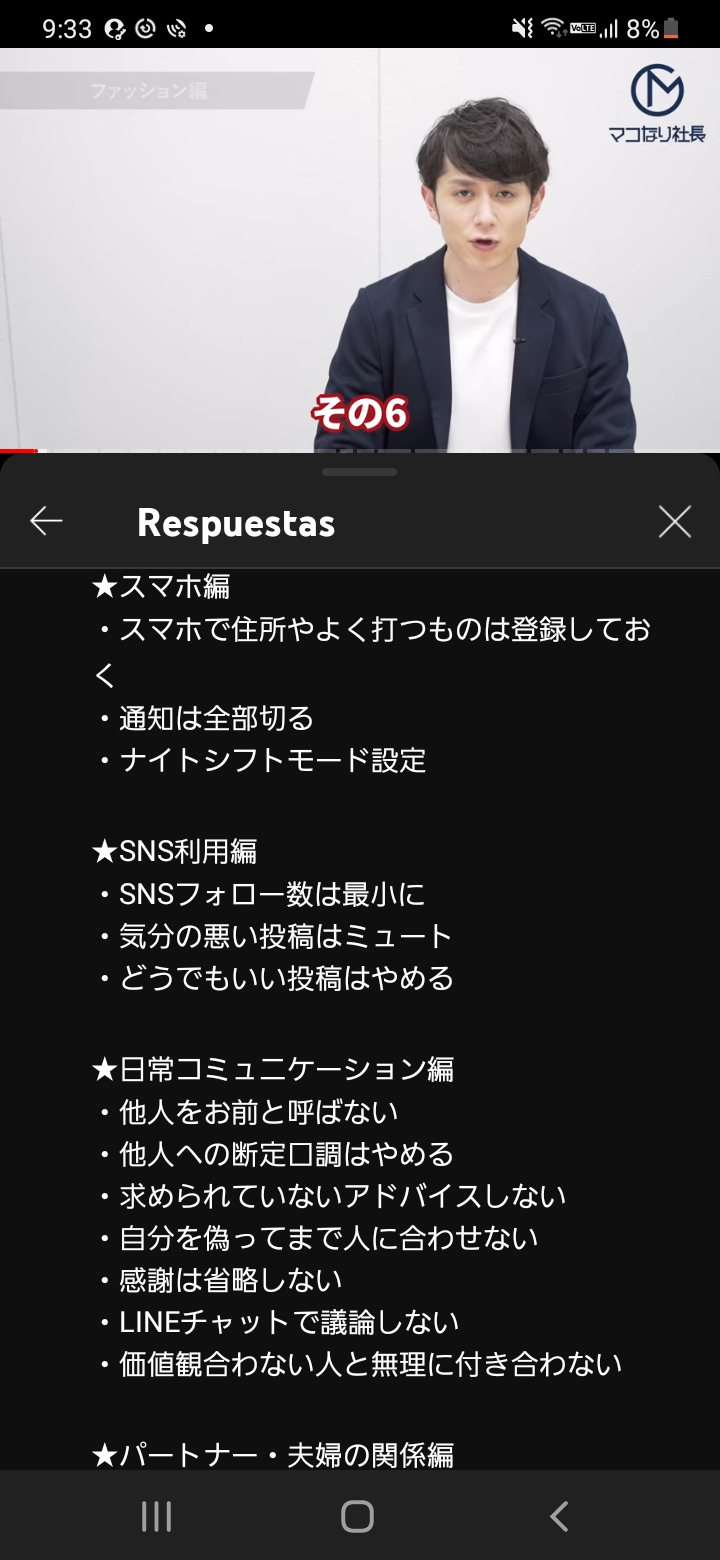 9:33
VoLTE
8%
ファッション編
マコなり社長
その6
Respuestas
★スマホ編
・スマホで住所やよく打つものは登録してお
く
・通知は全部切る
・ナイトシフトモード設定
★SNS利用編
・SNSフォロー数は最小に
・気分の悪い投稿はミュート
・どうでもいい投稿はやめる
★日常コミュニケーション編
・他人をお前と呼ばない
・他人への断定口調はやめる
・求められていないアドバイスしない
・自分を偽ってまで人に合わせない
・感謝は省略しない
・LINEチャットで議論しない
・価値観合わない人と無理に付き合わない
★パートナー・夫婦の関係編